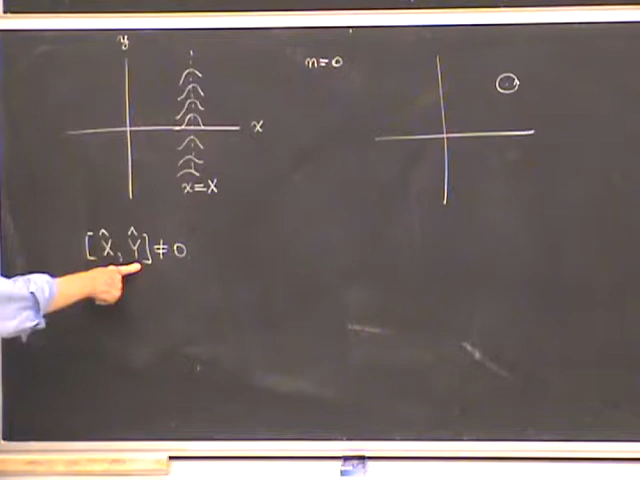 y
n=0
x
x=X
[X̂, Ŷ]≠0